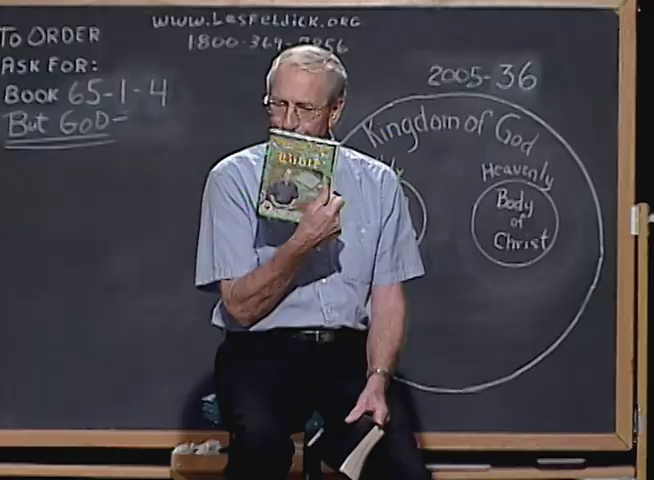 www.LesFeldick.org
1800-369-7856
TO ORDER
ASK FOR:
BOOK 65-1-4
But GOD-
2005-36
Kingdom of God
Heavenly
Body
of
Christ
Bible